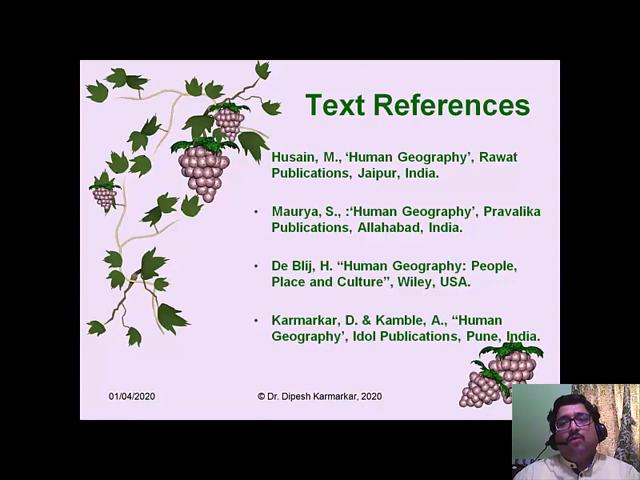 Text References
Husain, M., ‘Human Geography’, Rawat
Publications, Jaipur, India.
• Maurya, S., :‘Human Geography’, Pravalika
Publications, Allahabad, India.
• De Blij, H. “Human Geography: People,
Place and Culture”, Wiley, USA.
• Karmarkar, D. & Kamble, A., “Human
Geography’, Idol Publications, Pune, India.
01/04/2020
© Dr. Dipesh Karmarkar, 2020